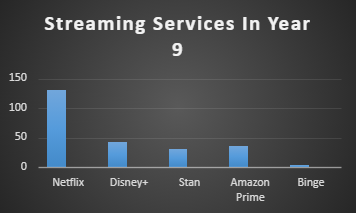 Streaming Services In Year
9
150
100
50
0
Netflix Disney+ Stan Amazon Prime Binge